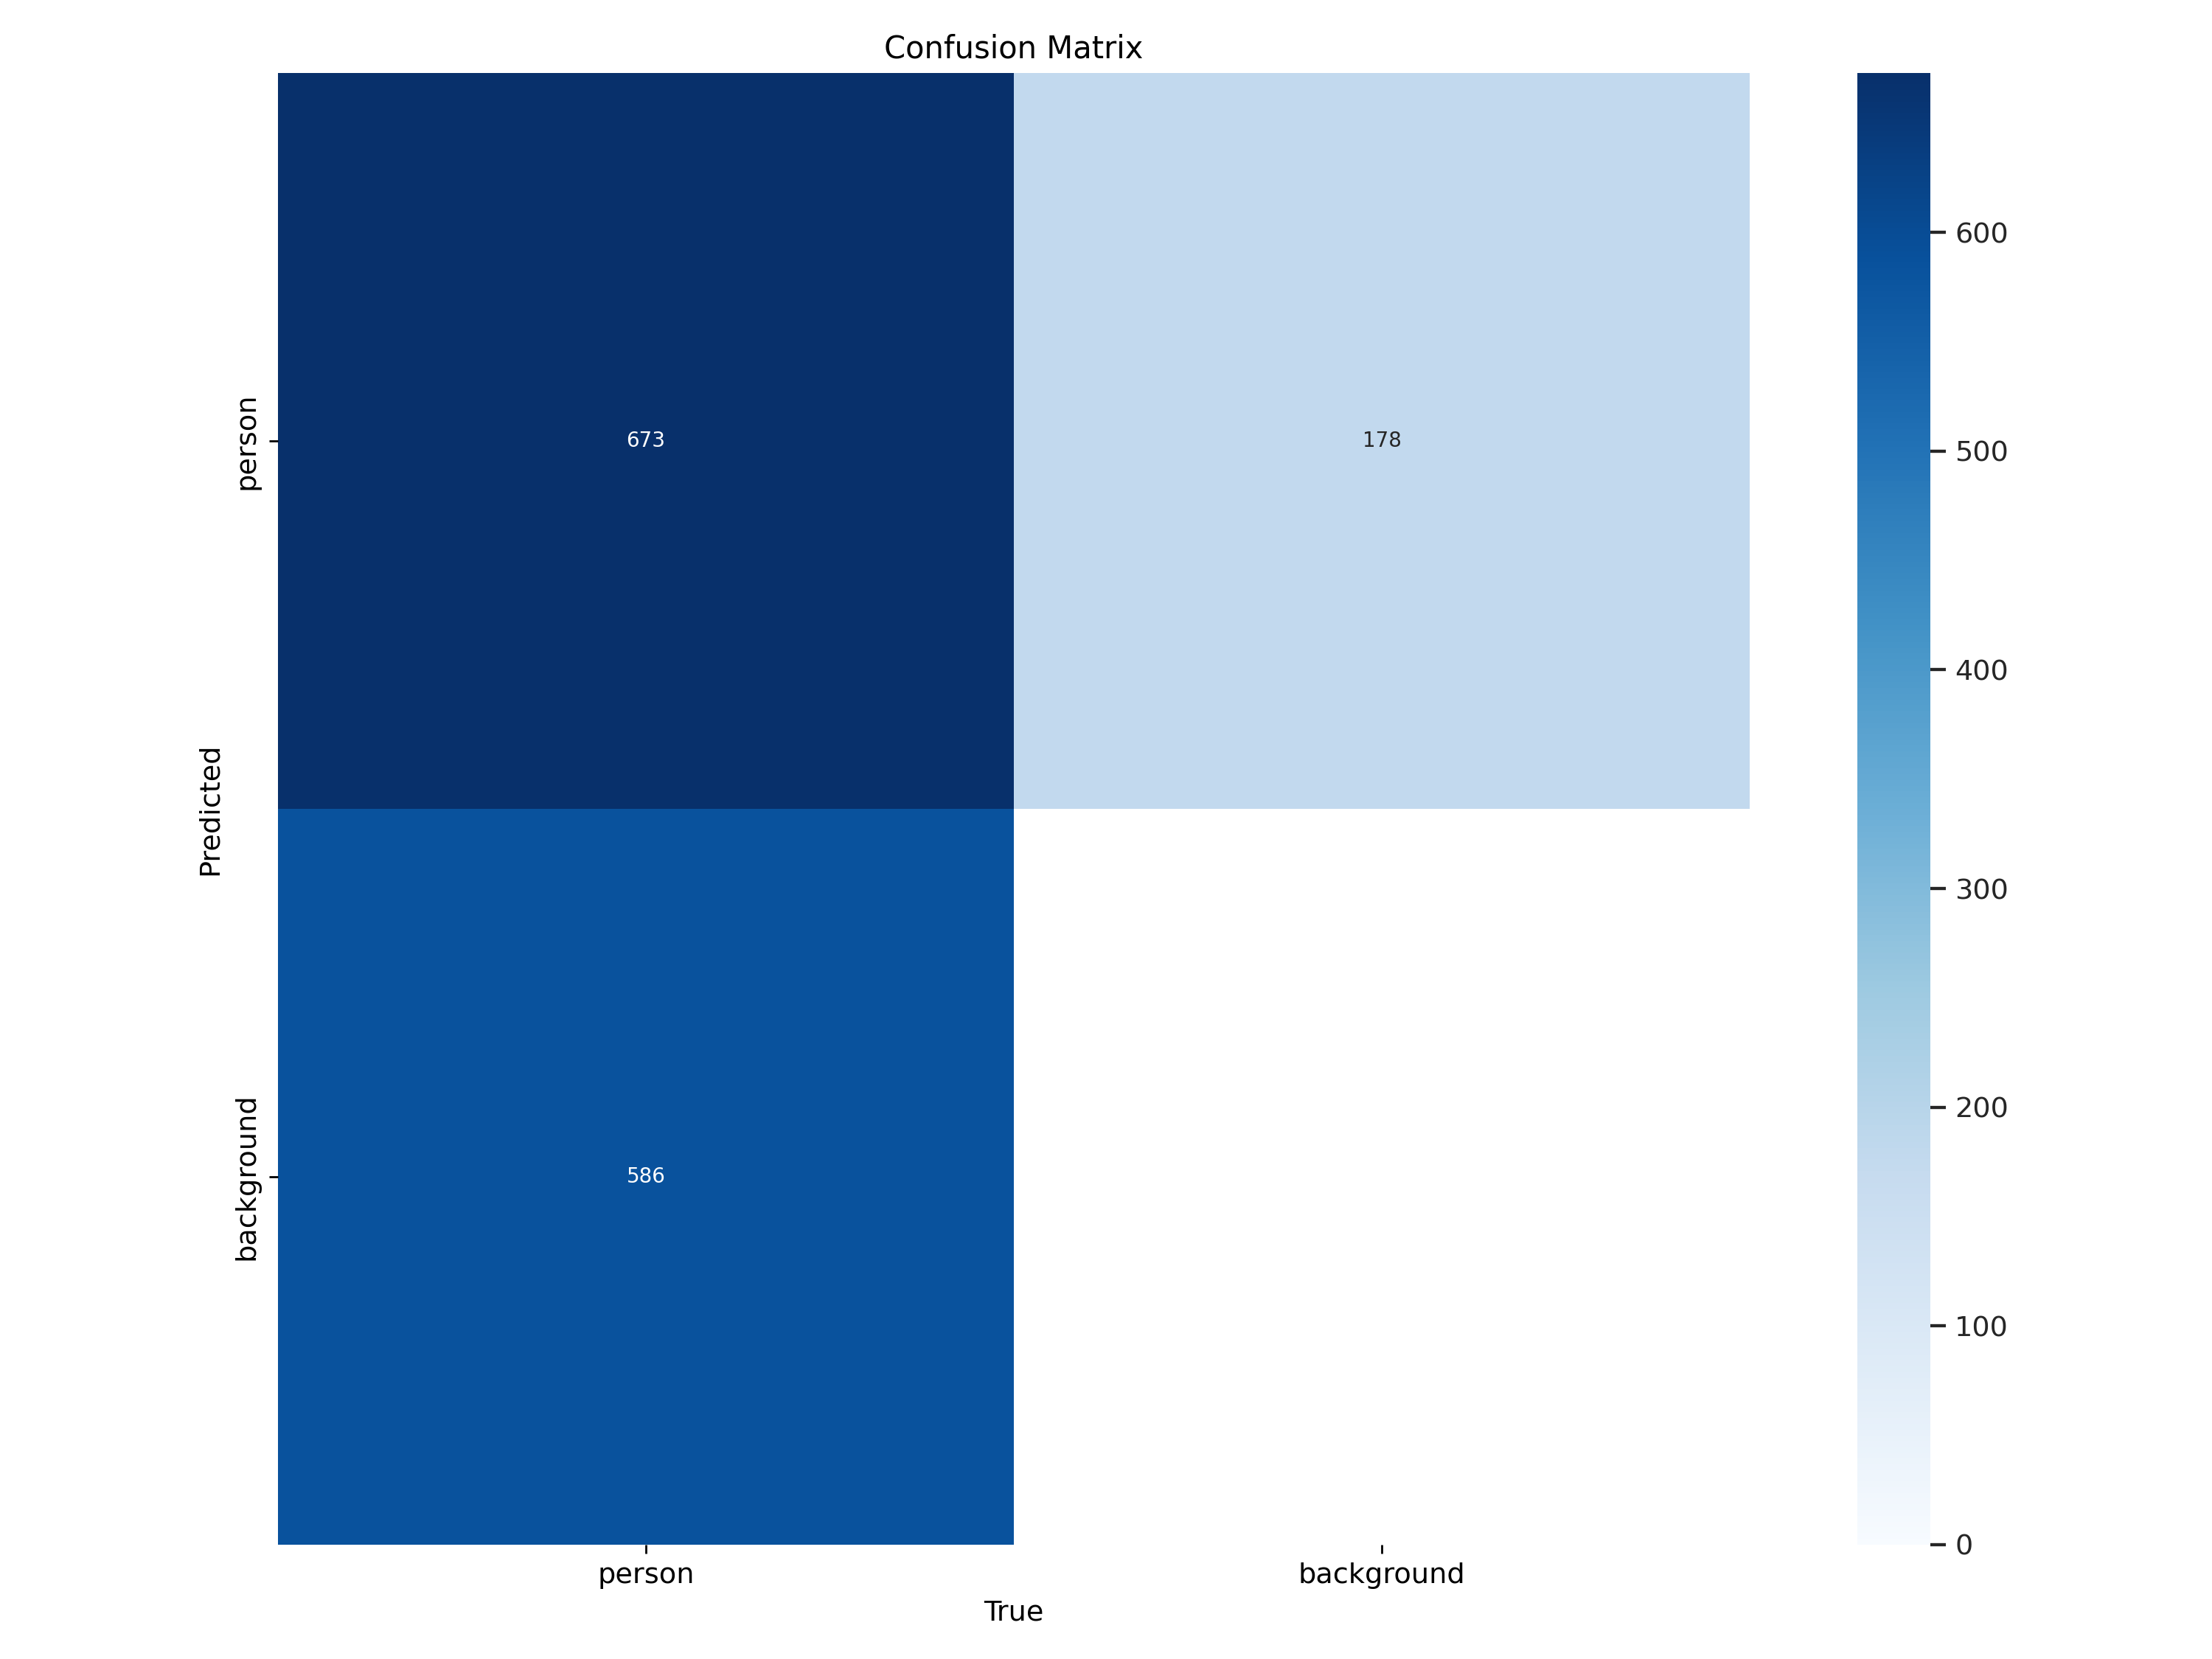 Confusion Matrix
person
673
178
Predicted
background
586
person
background
True
600
500
400
300
200
100
0